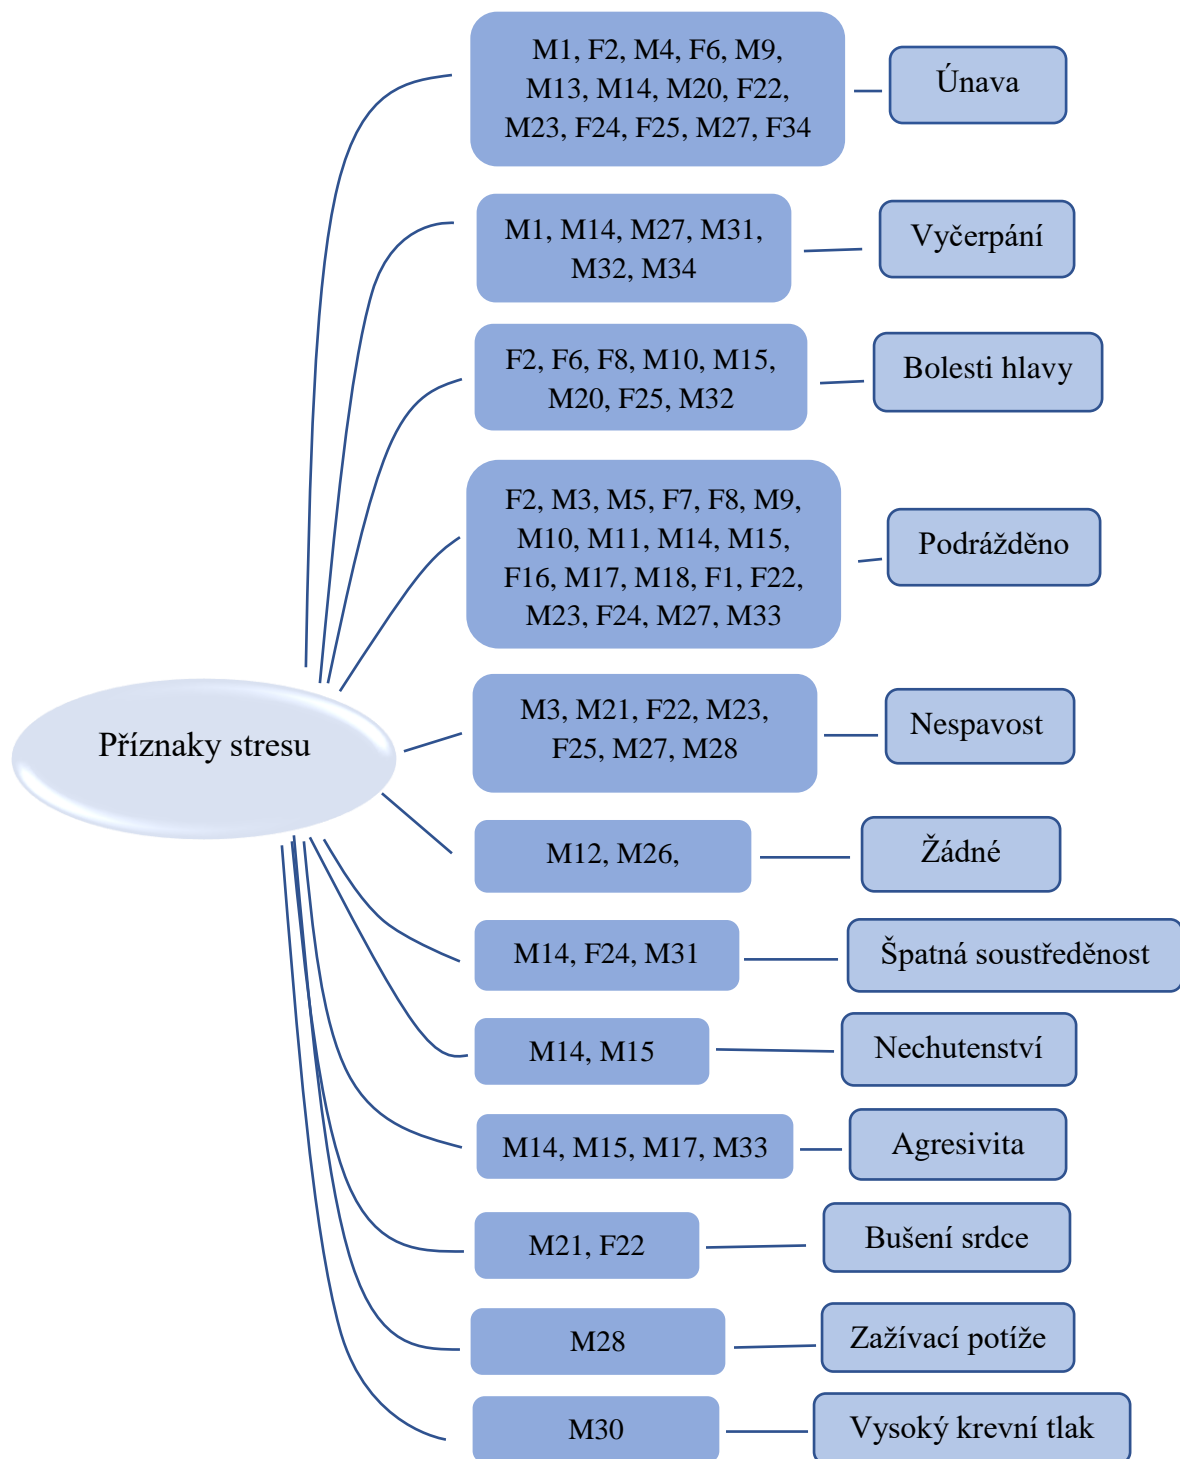 M1, F2, M4, F6, M9,
M13, M14, M20, F22,
M23, F24, F25, M27, F34
Únava
M1, M14, M27, M31,
M32, M34
Vyčerpání
F2, F6, F8, M10, M15,
M20, F25, M32
Bolesti hlavy
F2, M3, M5, F7, F8, M9,
M10, M11, M14, M15,
F16, M17, M18, F1, F22,
M23, F24, M27, M33
Podrážděno
Příznaky stresu
M3, M21, F22, M23,
F25, M27, M28
Nespavost
M12, M26,
Žádné
M14, F24, M31
Špatná soustředěnost
M14, M15
Nechutenství
M14, M15, M17, M33
Agresivita
M21, F22
Bušení srdce
M28
Zažívací potíže
M30
Vysoký krevní tlak